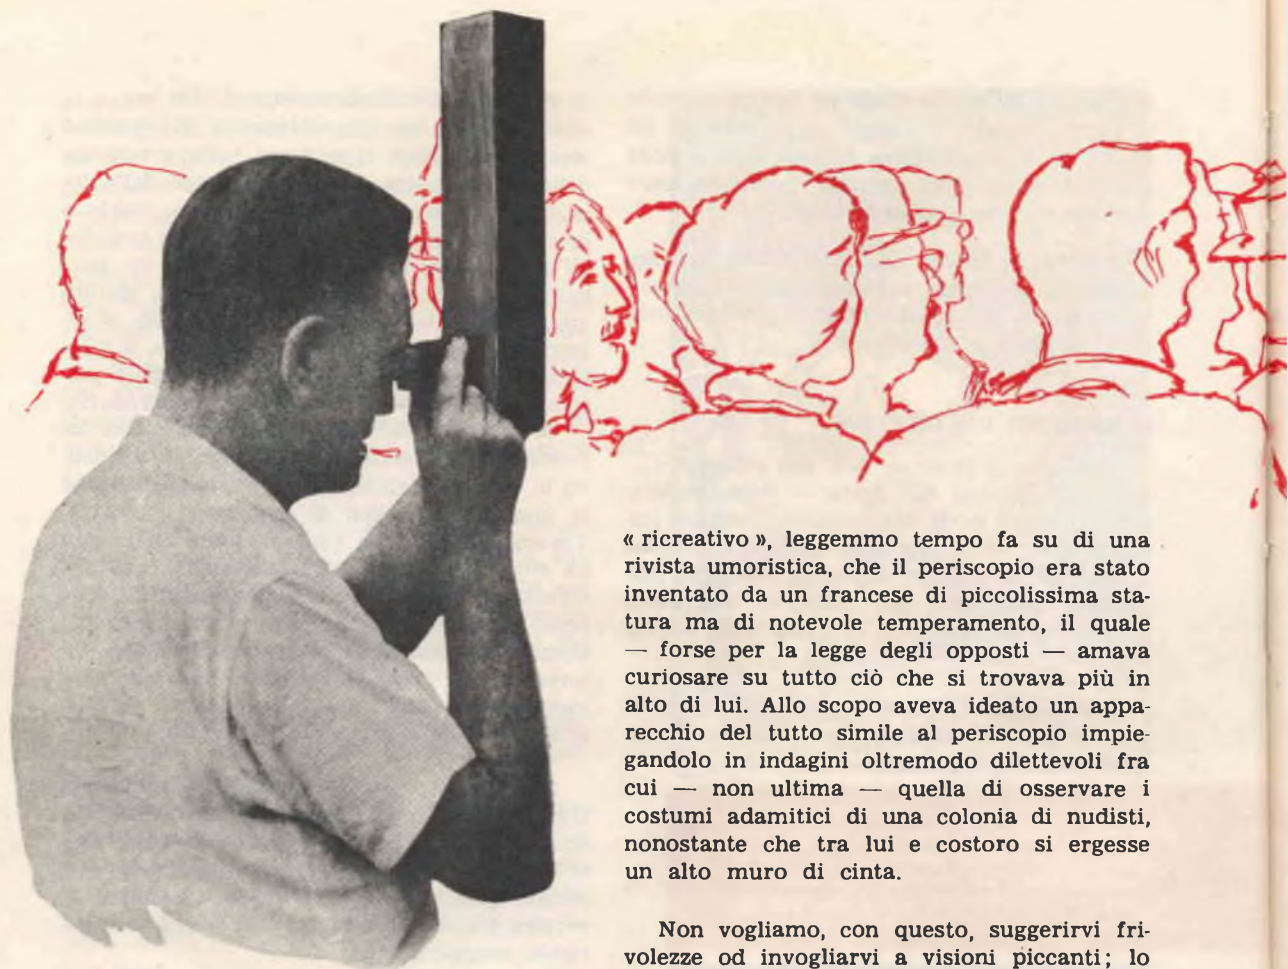 « ricreativo », leggemmo tempo fa su di una
rivista umoristica, che il periscopio era stato
inventato da un francese di piccolissima sta-
tura ma di notevole temperamento, il quale
— forse per la legge degli opposti — amava
curiosare su tutto ciò che si trovava più in
alto di lui. Allo scopo aveva ideato un appa-
recchio del tutto simile al periscopio impie-
gandolo in indagini oltremodo dilettevoli fra
cui — non ultima — quella di osservare i
costumi adamitici di una colonia di nudisti,
nonostante che tra lui e costoro si ergesse
un alto muro di cinta.
Non vogliamo, con questo, suggerirvi fri-
volezze od invogliarvi a visioni piccanti; lo